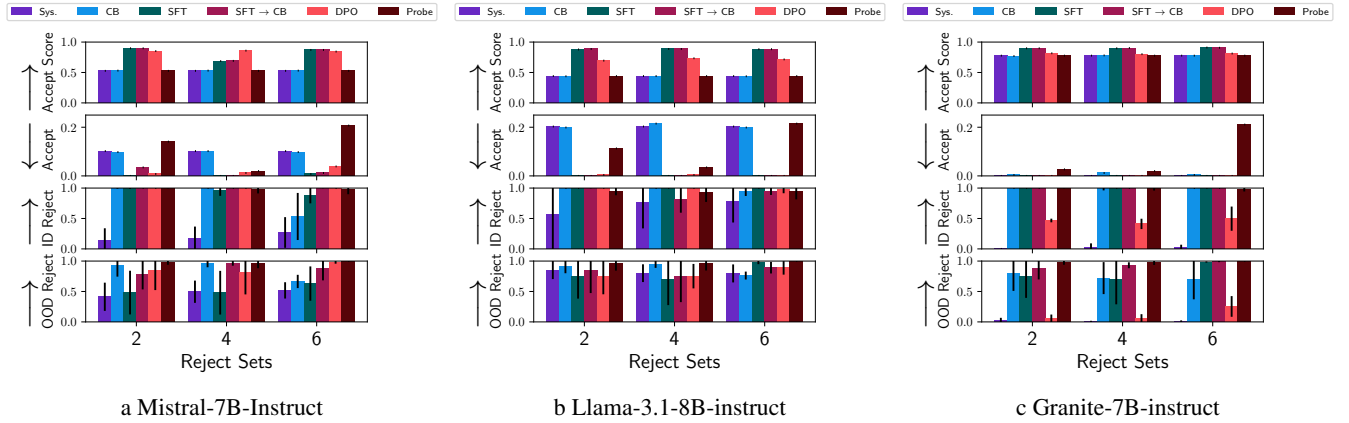 Sys. CB SFT SFT → CB DPO Probe
1.0
0.5
0.0
Accept Score
0.2
Accept
1.0
0.5
0.0
ID Reject
1.0
0.5
0.0
OOD Reject
2 4 6
Reject Sets
a Mistral-7B-Instruct
Sys. CB SFT SFT → CB DPO Probe
1.0
0.5
0.0
Accept Score
0.2
Accept
1.0
0.5
0.0
ID Reject
1.0
0.5
0.0
OOD Reject
2 4 6
Reject Sets
b Llama-3.1-8B-instruct
Sys. CB SFT SFT → CB DPO Probe
1.0
0.5
0.0
Accept Score
0.2
Accept
1.0
0.5
0.0
ID Reject
1.0
0.5
0.0
OOD Reject
2 4 6
Reject Sets
c Granite-7B-instruct